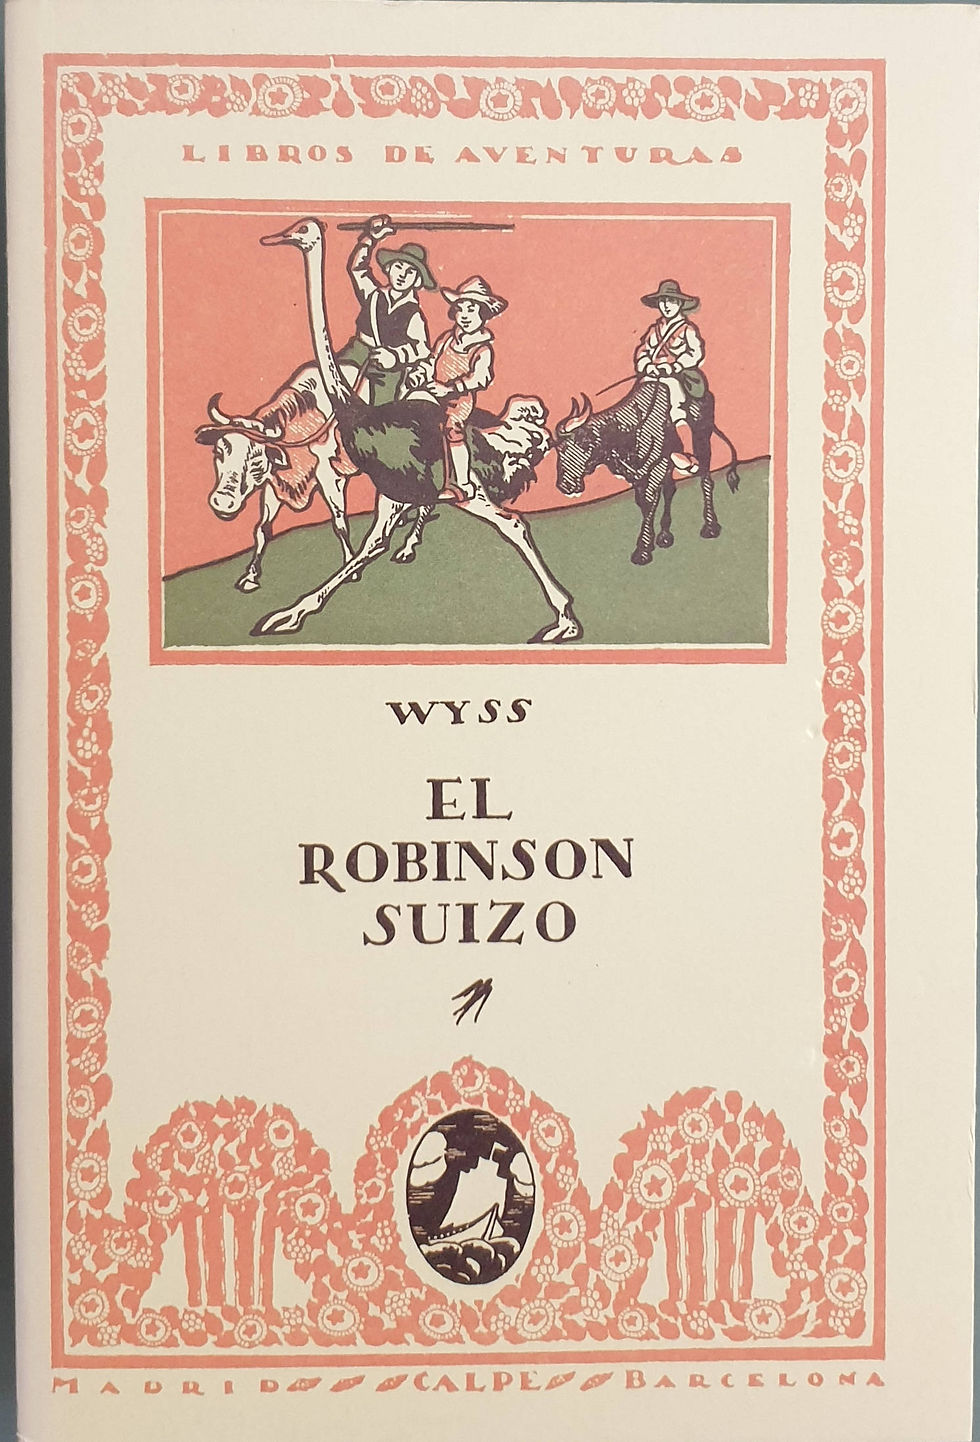 LIBROS DE AVENTURAS
WYSS
EL
ROBINSON
SUIZO
MADRID CALPE BARCELONA